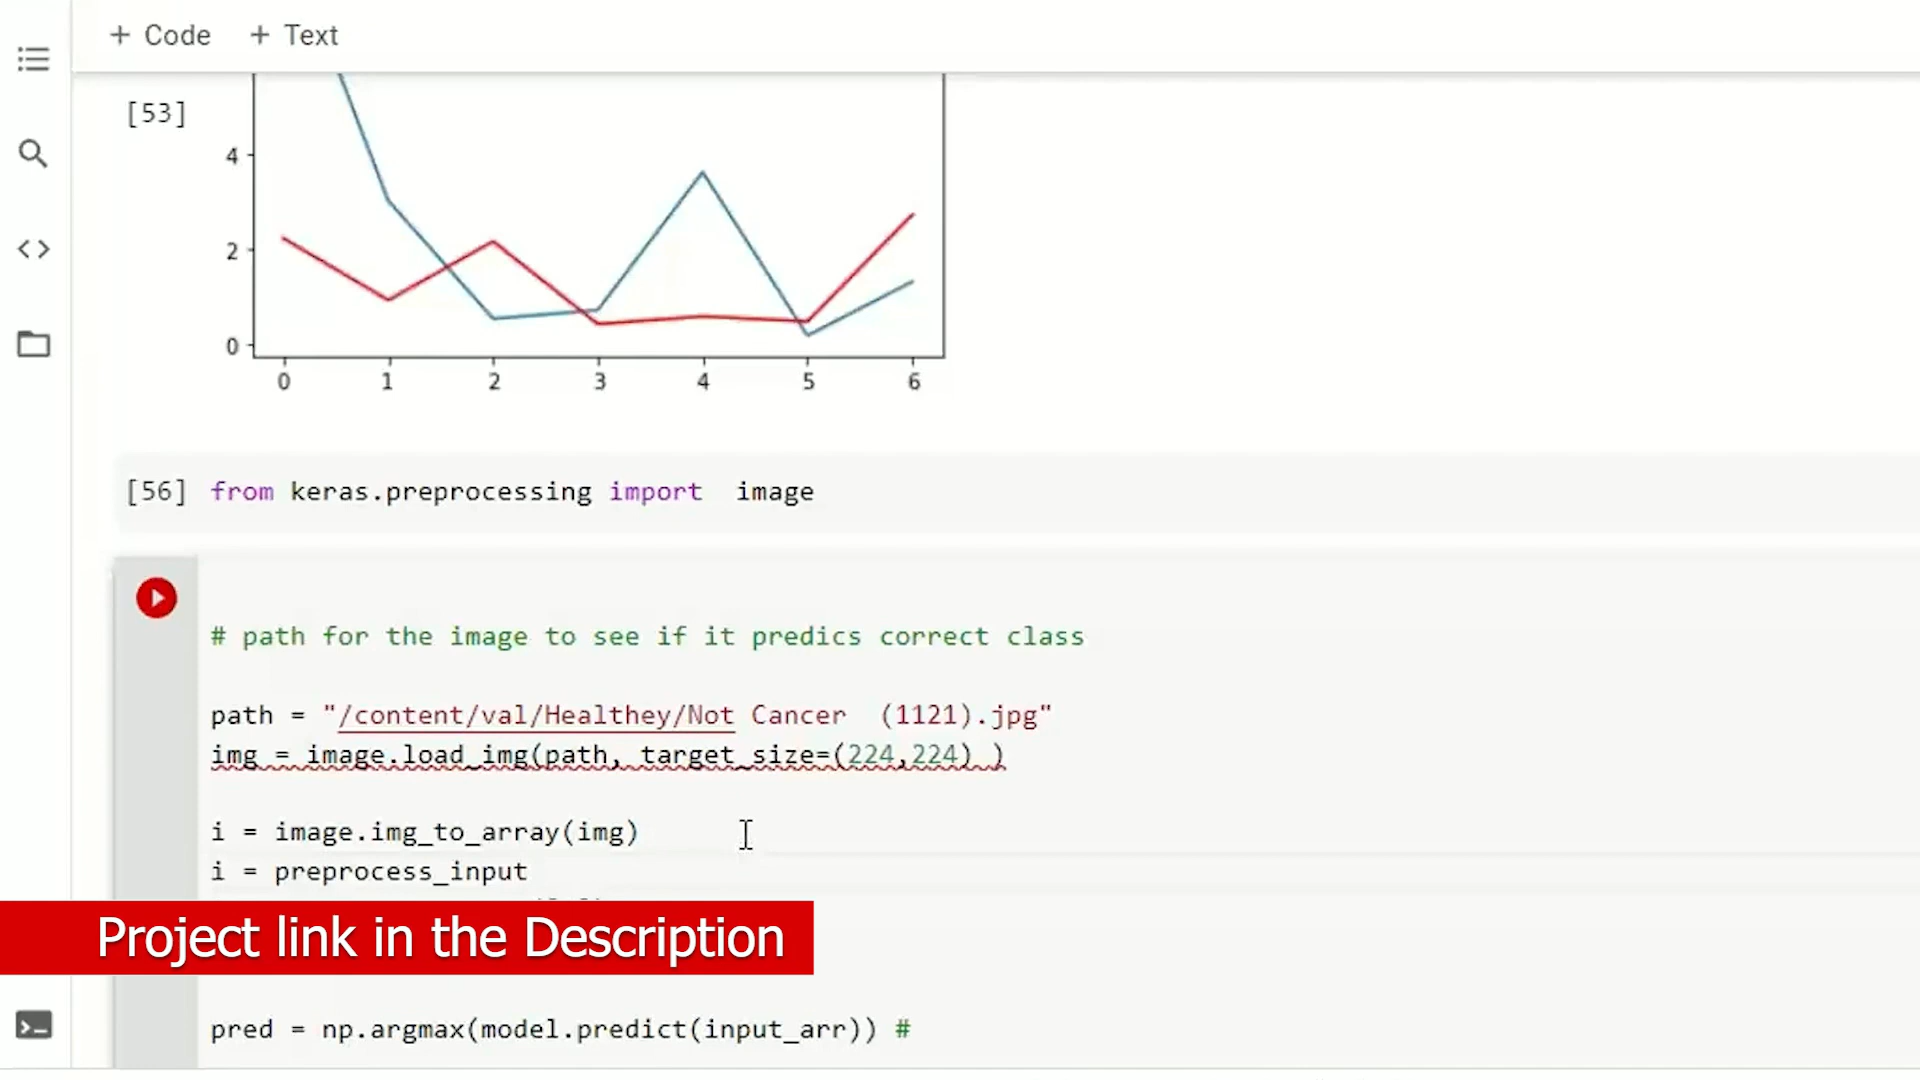 + Code + Text
[53]
4
2
0
0 1 2 3 4 5 6
[56] from keras.preprocessing import image
# path for the image to see if it predics correct class
path = "/content/val/Healthey/Not Cancer  (1121).jpg"
img = image.load_img(path, target_size=(224,224) )
i = image.img_to_array(img)
i = preprocess_input
Project link in the Description
pred = np.argmax(model.predict(input_arr)) #